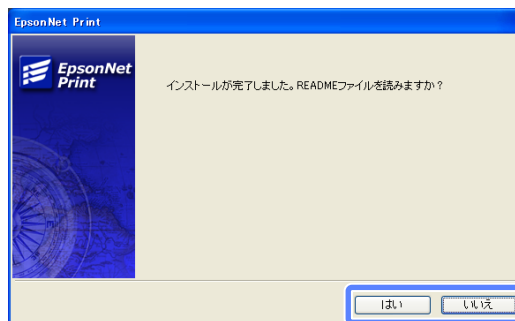 EpsonNet Print
EpsonNet
Print
インストールが完了しました。READMEファイルを読みますか？
はい
いいえ